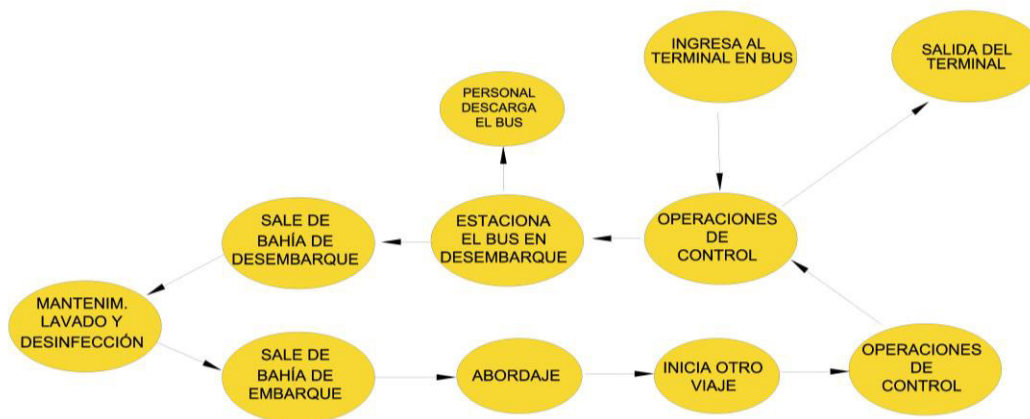 INGRESA AL
TERMINAL EN BUS
SALIDA DEL
TERMINAL
PERSONAL
DESCARGA
EL BUS
SALE DE
BAHÍA DE
DESEMBARQUE
ESTACIONA
EL BUS EN
DESEMBARQUE
OPERACIONES
DE
CONTROL
MANTENIM.
LAVADO Y
DESINFECCIÓN
SALE DE
BAHÍA DE
EMBARQUE
ABORDAJE
INICIA OTRO
VIAJE
OPERACIONES
DE
CONTROL